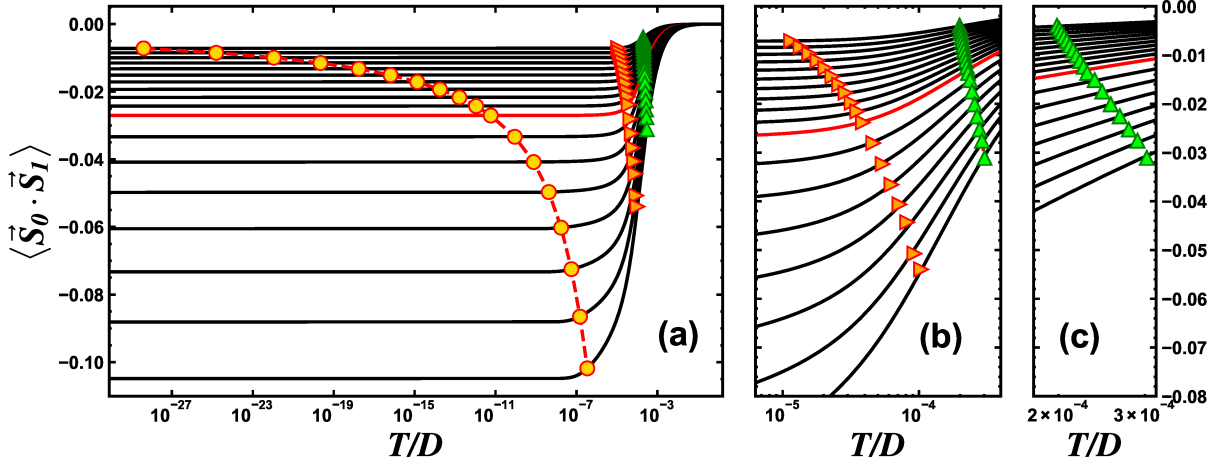 0.00
−0.02
−0.04
−0.06
−0.08
−0.10
⟨S⃗0 · S⃗1⟩
10−27
10−23
10−19
10−15
10−11
10−7
10−3
T/D
(a)
10−5
10−4
T/D
(b)
2 × 10−4
3 × 10−4
T/D
(c)
0.00
−0.01
−0.02
−0.03
−0.04
−0.05
−0.06
−0.07
−0.08